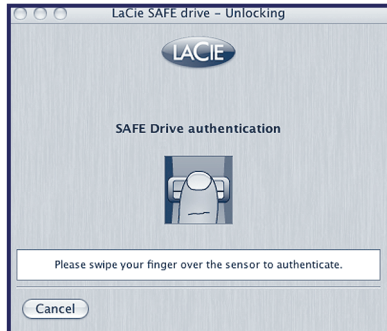 LaCie SAFE drive – Unlocking
LACIE
SAFE Drive authentication
Please swipe your finger over the sensor to authenticate.
Cancel